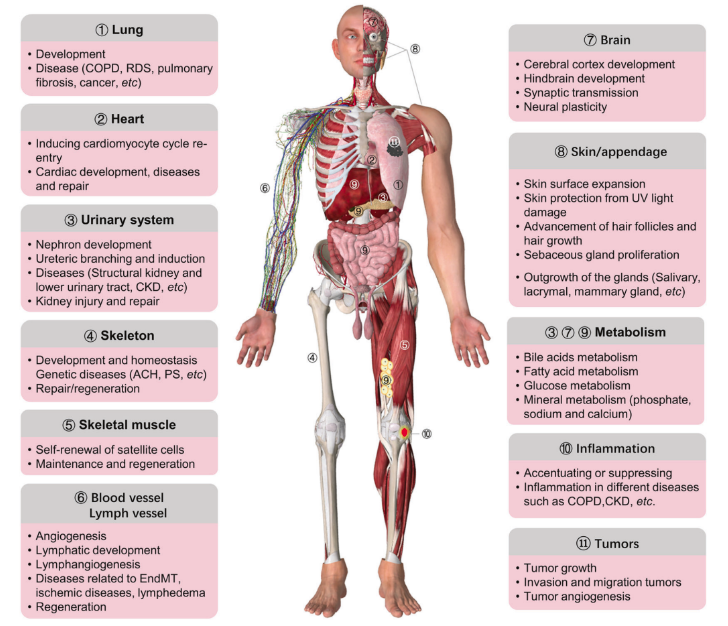 ① Lung
• Development
• Disease (COPD, RDS, pulmonary
fibrosis, cancer, etc)
② Heart
• Inducing cardiomyocyte cycle re-
entry
• Cardiac development, diseases
and repair
③ Urinary system
• Nephron development
• Ureteric branching and induction
• Diseases (Structural kidney and
lower urinary tract, CKD, etc)
• Kidney injury and repair
④ Skeleton
• Development and homeostasis
Genetic diseases (ACH, PS, etc)
• Repair/regeneration
⑤ Skeletal muscle
• Self-renewal of satellite cells
• Maintenance and regeneration
⑥ Blood vessel
Lymph vessel
• Angiogenesis
• Lymphatic development
• Lymphangiogenesis
• Diseases related to EndMT,
ischemic diseases, lymphedema
• Regeneration
⑦
⑧
⑪
②
⑥
⑨
①
③
⑨
⑨
④
⑤
⑨
⑩
⑦ Brain
• Cerebral cortex development
• Hindbrain development
• Synaptic transmission
• Neural plasticity
⑧ Skin/appendage
• Skin surface expansion
• Skin protection from UV light
damage
• Advancement of hair follicles and
hair growth
• Sebaceous gland proliferation
• Outgrowth of the glands (Salivary,
lacrymal, mammary gland, etc)
③ ⑦ ⑨ Metabolism
• Bile acids metabolism
• Fatty acid metabolism
• Glucose metabolism
• Mineral metabolism (phosphate,
sodium and calcium)
⑩ Inflammation
• Accentuating or suppressing
• Inflammation in different diseases
such as COPD,CKD, etc.
⑪ Tumors
• Tumor growth
• Invasion and migration tumors
• Tumor angiogenesis